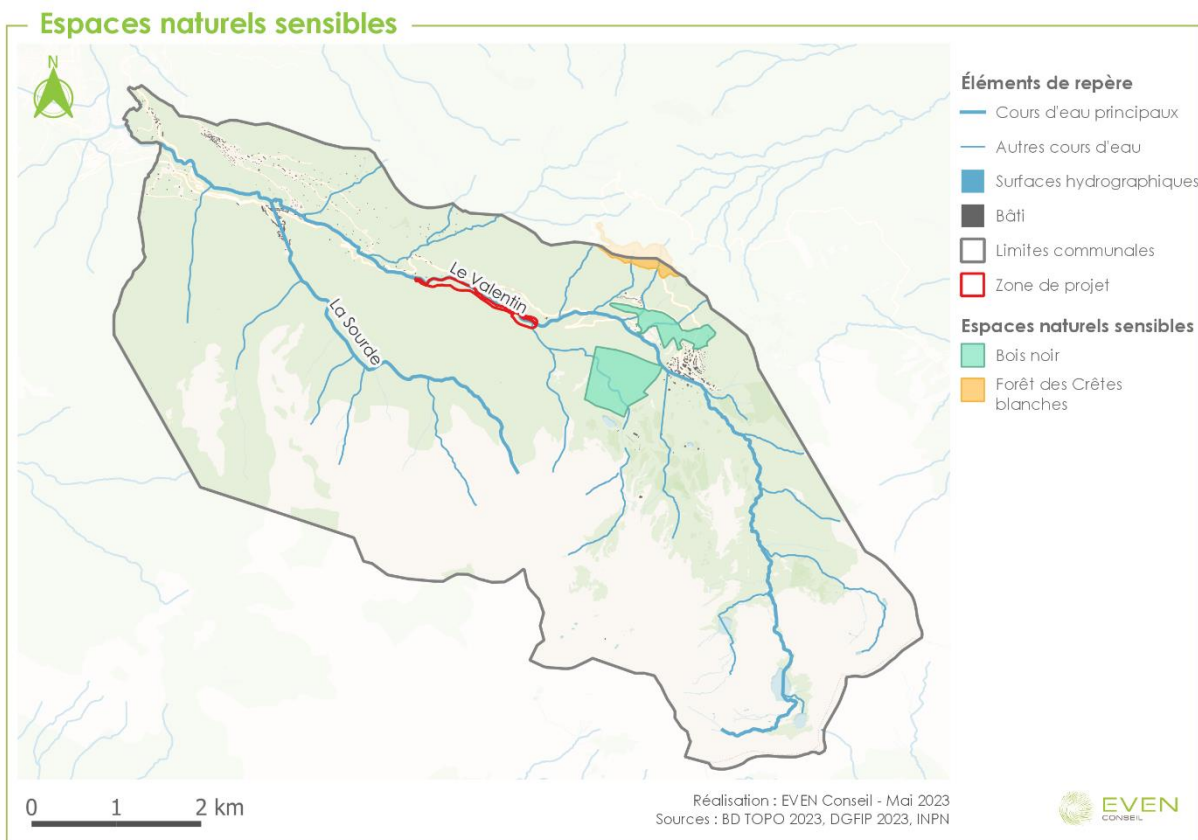 Espaces naturels sensibles
N
Le Valentin
La Sourde
Éléments de repère
Cours d'eau principaux
Autres cours d'eau
Surfaces hydrographiques
Bâti
Limites communales
Zone de projet
Espaces naturels sensibles
Bois noir
Forêt des Crêtes
blanches
0 1 2 km
Réalisation : EVEN Conseil - Mai 2023
Sources : BD TOPO 2023, DGFIP 2023, INPN
EVEN
CONSEIL